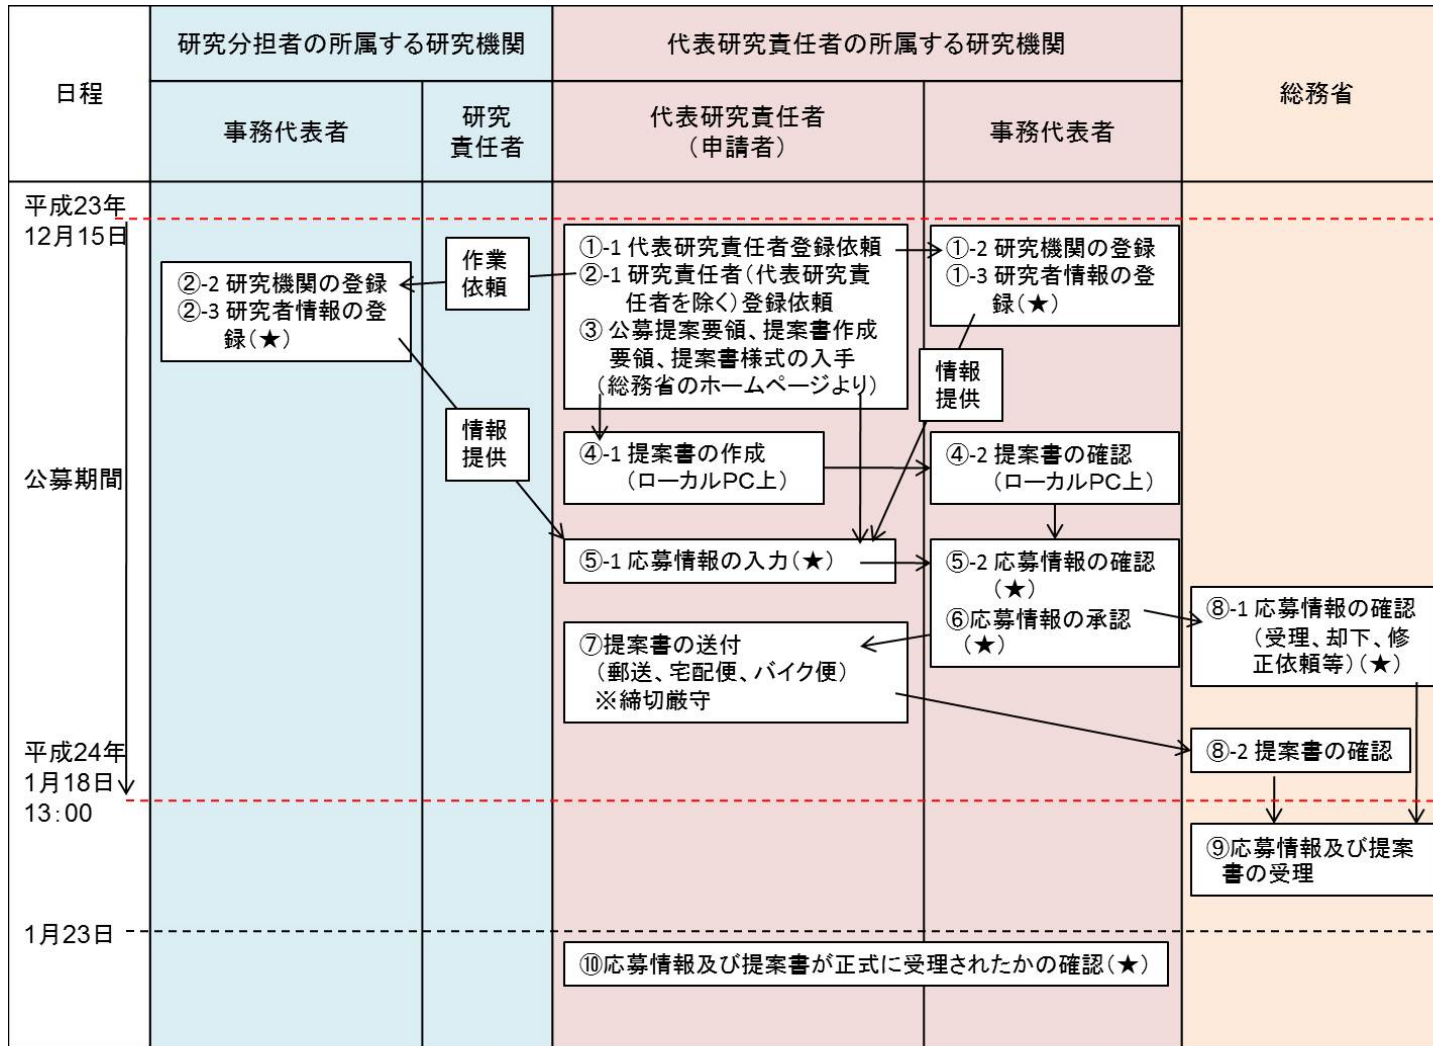 日程
研究分担者の所属する研究機関
代表研究責任者の所属する研究機関
総務省
事務代表者
研究
責任者
代表研究責任者
（申請者）
事務代表者
平成23年
12月15日
公募期間
平成24年
1月18日
13：00
1月23日
作業
依頼
②-2 研究機関の登録
②-3 研究者情報の登
録（★）
情報
提供
①-1 代表研究責任者登録依頼
②-1 研究責任者（代表研究責
任者を除く）登録依頼
③ 公募提案要領、提案書作成
要領、提案書様式の入手
（総務省のホームページより）
①-2 研究機関の登録
①-3 研究者情報の登
録（★）
情報
提供
④-1 提案書の作成
（ローカルPC上）
④-2 提案書の確認
（ローカルPC上）
⑤-1 応募情報の入力（★）
⑤-2 応募情報の確認
（★）
⑥応募情報の承認
（★）
⑦提案書の送付
（郵送、宅配便、バイク便）
※締切厳守
⑧-1 応募情報の確認
（受理、却下、修
正依頼等）（★）
⑧-2 提案書の確認
⑨応募情報及び提案
書の受理
⑩応募情報及び提案書が正式に受理されたかの確認（★）